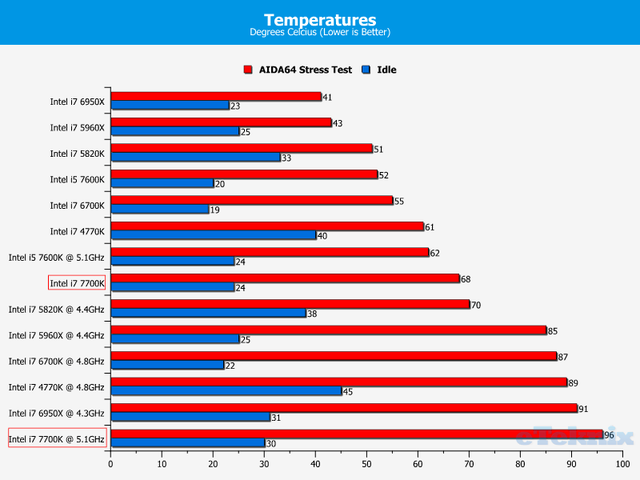 Temperatures
Degrees Celcius (Lower is Better)
AIDA64 Stress Test Idle
Intel i7 6950X 41
23
Intel i7 5960X 43
25
Intel i7 5820K 51
33
Intel i5 7600K 52
20
Intel i7 6700K 55
19
Intel i7 4770K 61
40
Intel i5 7600K @ 5.1GHz 62
24
Intel i7 7700K 68
24
Intel i7 5820K @ 4.4GHz 70
38
Intel i7 5960X @ 4.4GHz 85
25
Intel i7 6700K @ 4.8GHz 87
22
Intel i7 4770K @ 4.8GHz 89
45
Intel i7 6950X @ 4.3GHz 91
31
Intel i7 7700K @ 5.1GHz 96
30
eTeknix
0 10 20 30 40 50 60 70 80 90 100